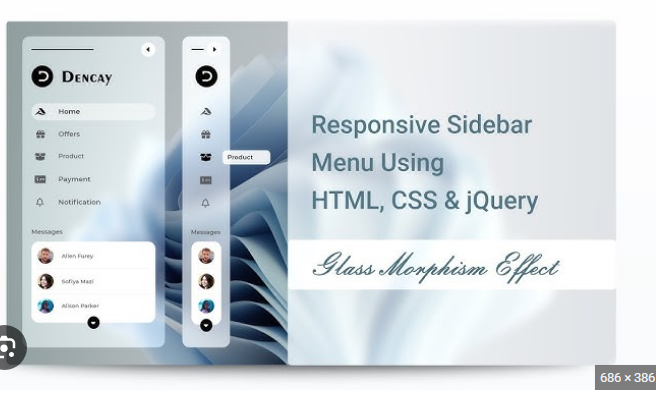 DENCAY
Home
Offers
Product
Payment
Notification
Messages
Allen Furey
Sofiya Mazi
Alison Parker
Product
Messages
Responsive Sidebar
Menu Using
HTML, CSS & jQuery
Glass Morphism Effect
686 × 386